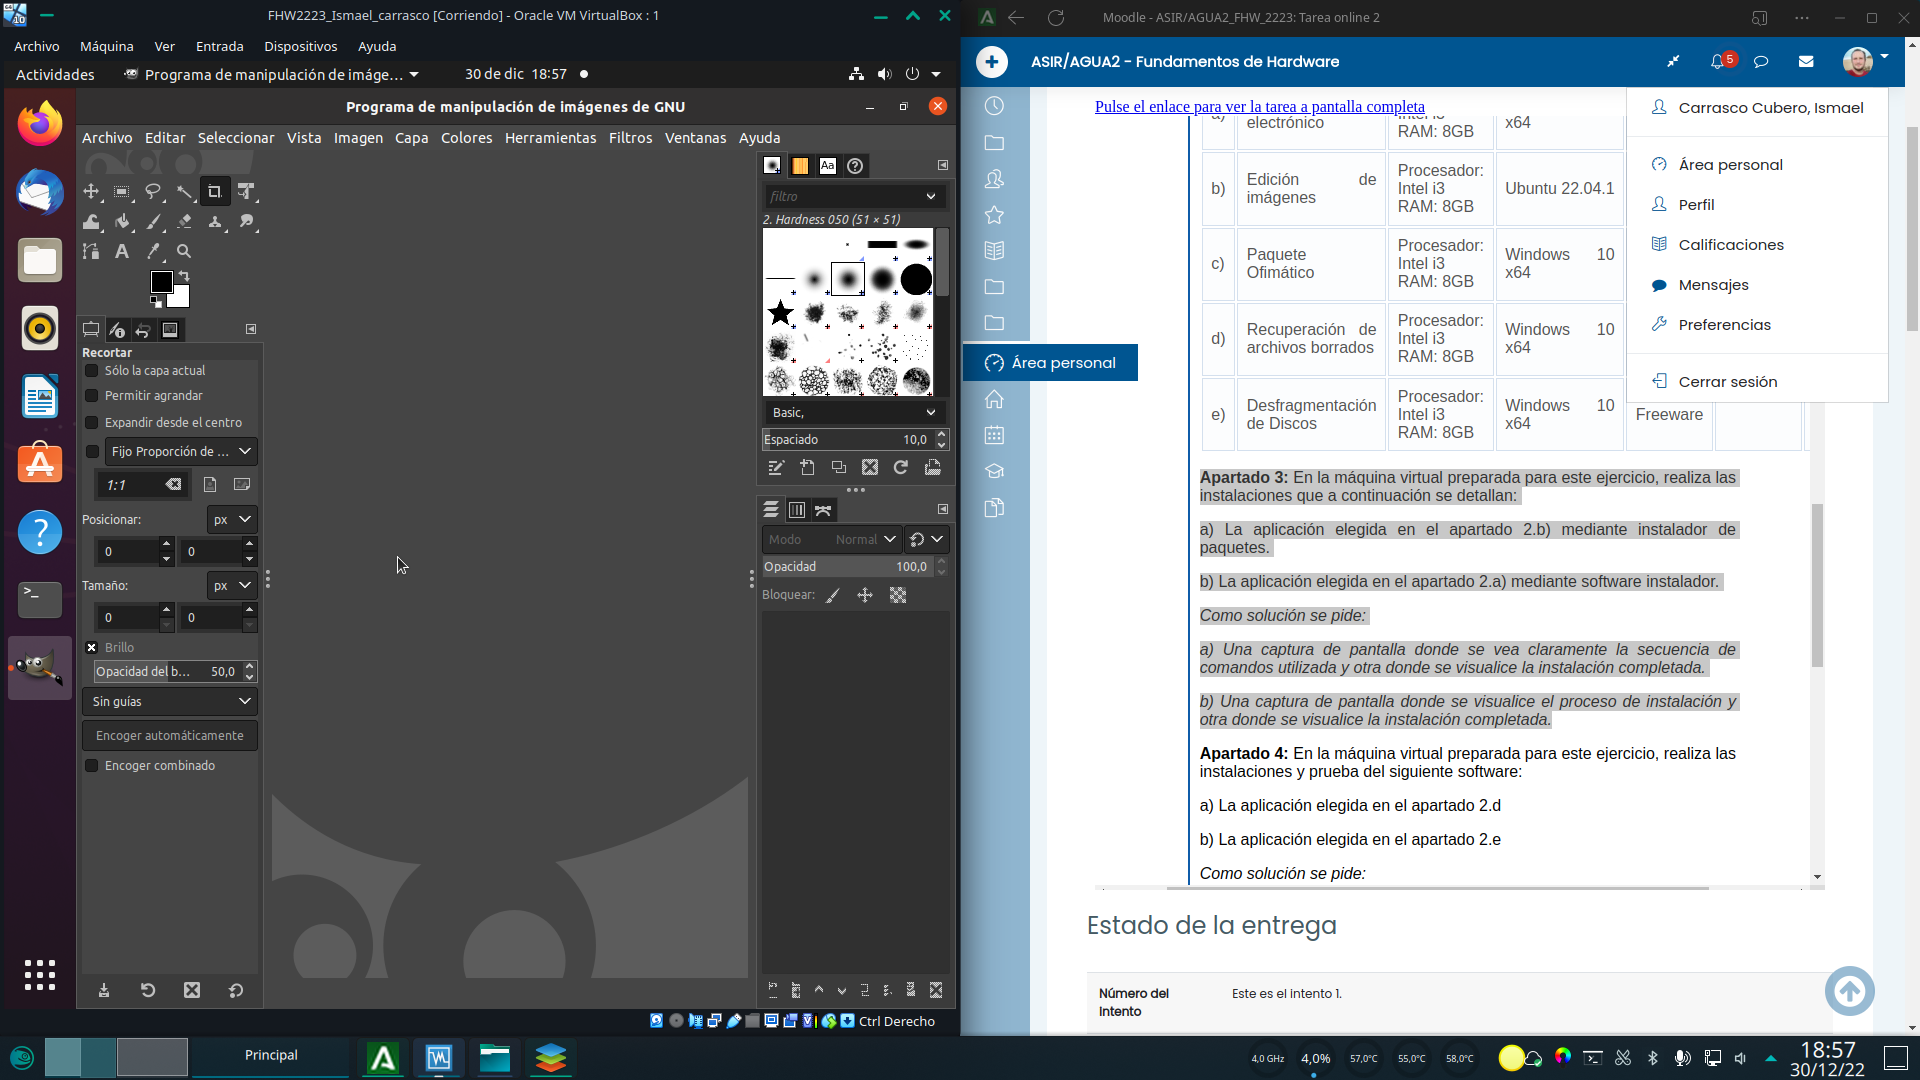 FHW2223_Ismael_carrasco [Corriendo] - Oracle VM VirtualBox : 1
Archivo Máquina Ver Entrada Dispositivos Ayuda
Actividades Programa de manipulación de imáge... 30 de dic 18:57
Programa de manipulación de imágenes de GNU
Archivo Editar Seleccionar Vista Imagen Capa Colores Herramientas Filtros Ventanas Ayuda
filtro
2. Hardness 050 (51 × 51)
Basic,
Espaciado 10,0
Modo Normal
Opacidad 100,0
Bloquear:
Recortar
Sólo la capa actual
Permitir agrandar
Expandir desde el centro
Fijo Proporción de ...
1:1
Posicionar: px
0 0
Tamaño: px
0 0
Brillo
Opacidad del b... 50,0
Sin guías
Encoger automáticamente
Encoger combinado
Ctrl Derecho
Moodle - ASIR/AGUA2_FHW_2223: Tarea online 2
ASIR/AGUA2 - Fundamentos de Hardware
5
Pulse el enlace para ver la tarea a pantalla completa
Carrasco Cubero, Ismael
Área personal
Perfil
Calificaciones
Mensajes
Preferencias
Cerrar sesión
Área personal
electrónico
RAM: 8GB
x64
b) Edición de imágenes
Procesador: Intel i3 RAM: 8GB
Ubuntu 22.04.1
c) Paquete Ofimático
Procesador: Intel i3 RAM: 8GB
Windows 10 x64
d) Recuperación de archivos borrados
Procesador: Intel i3 RAM: 8GB
Windows 10 x64
e) Desfragmentación de Discos
Procesador: Intel i3 RAM: 8GB
Windows 10 x64
Freeware
Apartado 3: En la máquina virtual preparada para este ejercicio, realiza las
instalaciones que a continuación se detallan:
a) La aplicación elegida en el apartado 2.b) mediante instalador de
paquetes.
b) La aplicación elegida en el apartado 2.a) mediante software instalador.
Como solución se pide:
a) Una captura de pantalla donde se vea claramente la secuencia de
comandos utilizada y otra donde se visualice la instalación completada.
b) Una captura de pantalla donde se visualice el proceso de instalación y
otra donde se visualice la instalación completada.
Apartado 4: En la máquina virtual preparada para este ejercicio, realiza las
instalaciones y prueba del siguiente software:
a) La aplicación elegida en el apartado 2.d
b) La aplicación elegida en el apartado 2.e
Como solución se pide:
Estado de la entrega
Número del
Intento
Este es el intento 1.
Principal
4,0 GHz 4,0% 57,0°C 55,0°C 58,0°C
18:57
30/12/22